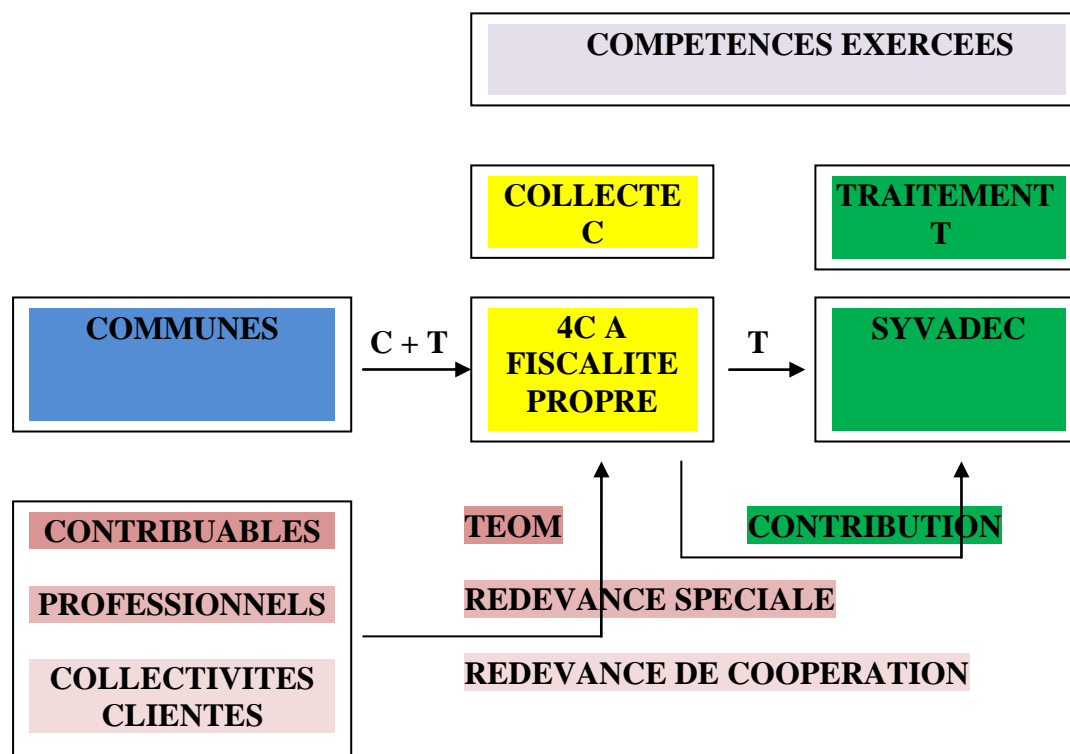 COMPETENCES EXERCEES
COLLECTE
C
TRAITEMENT
T
COMMUNES
C + T
4C A
FISCALITE
PROPRE
T
SYVADEC
CONTRIBUABLES
TEOM
CONTRIBUTION
PROFESSIONNELS
REDEVANCE SPECIALE
COLLECTIVITES
CLIENTES
REDEVANCE DE COOPERATION